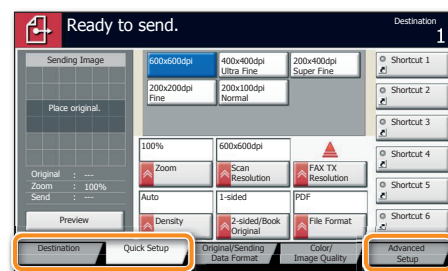 Ready to send.
Destination
1
Sending Image
Place original.
Original : ---
Zoom : 100%
Send : ---
Preview
600x600dpi
400x400dpi
Ultra Fine
200x400dpi
Super Fine
200x200dpi
Fine
200x100dpi
Normal
100%
Zoom
600x600dpi
Scan
Resolution
FAX TX
Resolution
Auto
Density
1-sided
2-sided/Book
Original
PDF
File Format
Shortcut 1
Shortcut 2
Shortcut 3
Shortcut 4
Shortcut 5
Shortcut 6
Destination
Quick Setup
Original/Sending
Data Format
Color/
Image Quality
Advanced
Setup